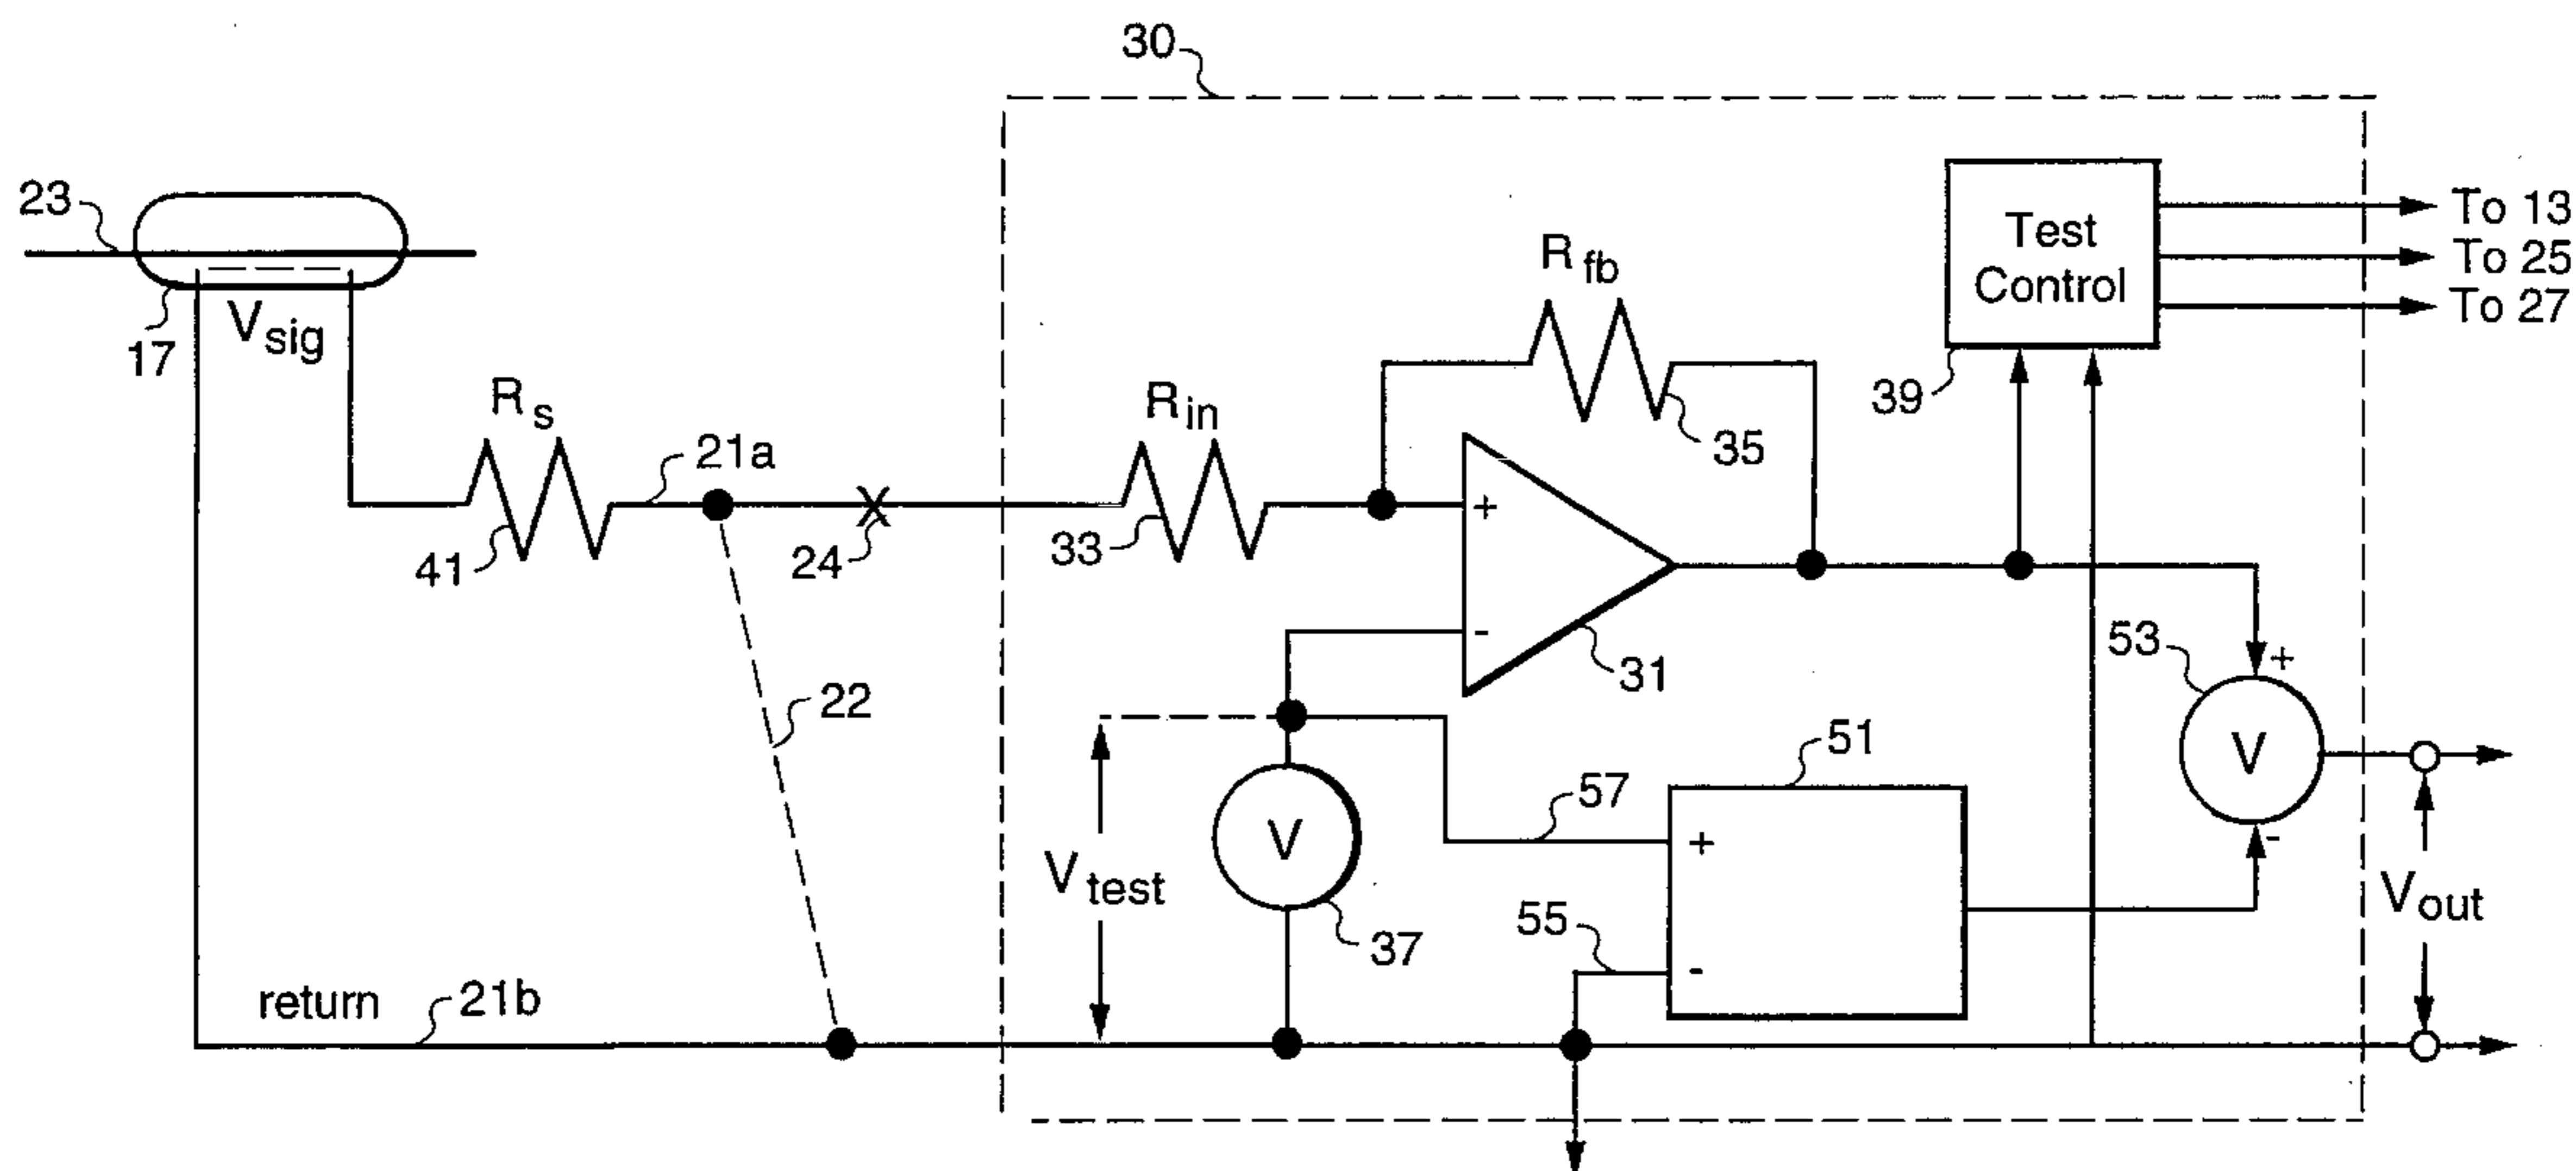 30
23
To 13
Test
Control
To 25
To 27
R fb
V sig
17
39
R s
R in
21a
35
+
41
24
33
-
31
53
+
22
51
V
57
+
V
V test
-
55
-
V out
37
return
21b